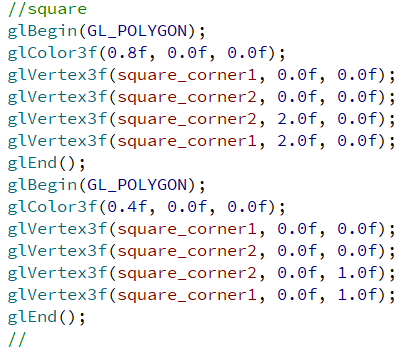 //square
glBegin(GL_POLYGON);
glColor3f(0.8f, 0.0f, 0.0f);
glVertex3f(square_corner1, 0.0f, 0.0f);
glVertex3f(square_corner2, 0.0f, 0.0f);
glVertex3f(square_corner2, 2.0f, 0.0f);
glVertex3f(square_corner1, 2.0f, 0.0f);
glEnd();
glBegin(GL_POLYGON);
glColor3f(0.4f, 0.0f, 0.0f);
glVertex3f(square_corner1, 0.0f, 0.0f);
glVertex3f(square_corner2, 0.0f, 0.0f);
glVertex3f(square_corner2, 0.0f, 1.0f);
glVertex3f(square_corner1, 0.0f, 1.0f);
glEnd();
//